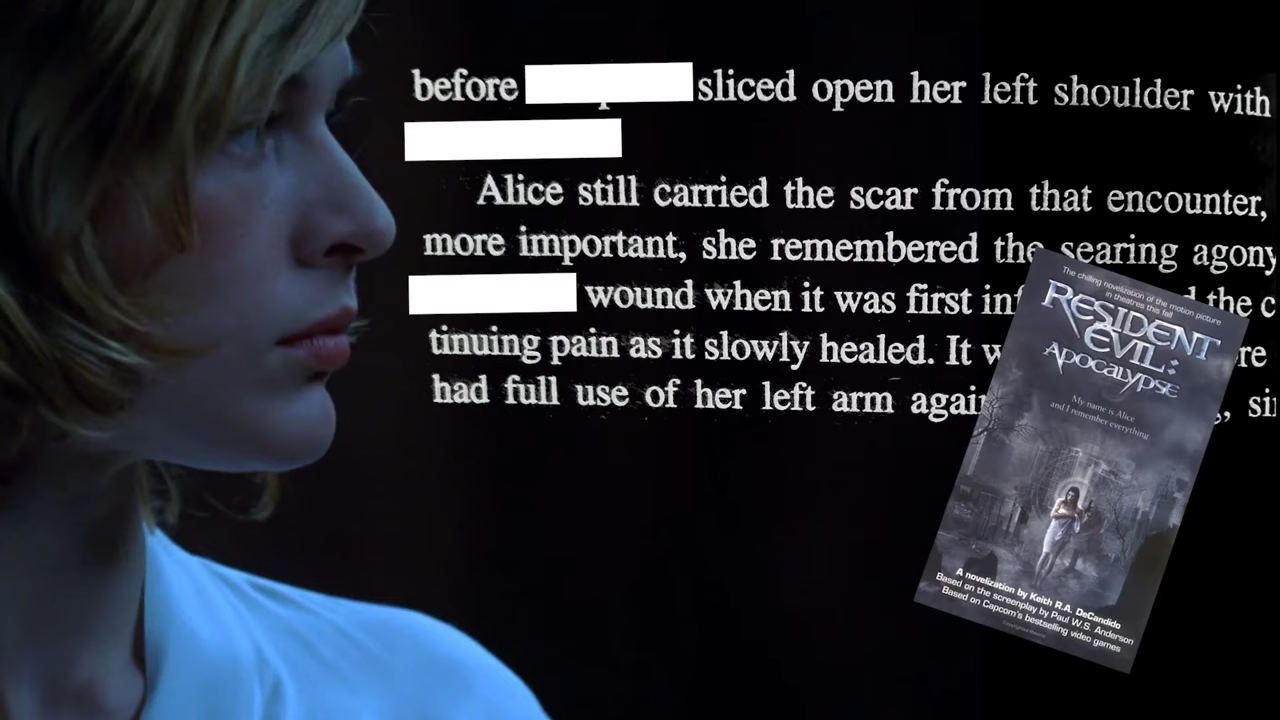 before sliced open her left shoulder with
Alice still carried the scar from that encounter,
more important, she remembered the searing agony
wound when it was first the c
tinuing pain as it slowly healed. It
had full use of her left arm
The chilling novelization of the motion picture
in theatres this fall
RESIDENT
EVIL:
APOCALYPSE
My name is Alice
and I remember everything
A novelization by Keith R.A. DeCandido
Based on the screenplay by Paul W.S. Anderson
Based on Capcom's bestselling video games